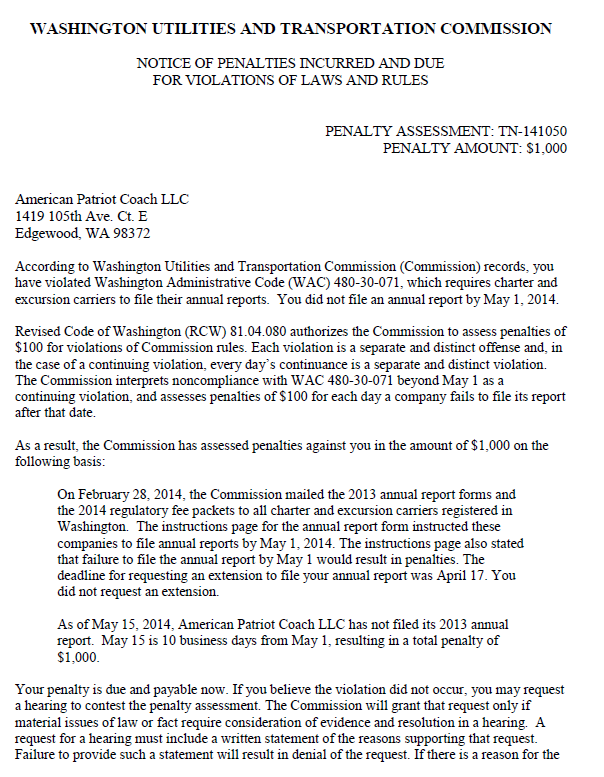 WASHINGTON UTILITIES AND TRANSPORTATION COMMISSION
NOTICE OF PENALTIES INCURRED AND DUE
FOR VIOLATIONS OF LAWS AND RULES
PENALTY ASSESSMENT: TN-141050
PENALTY AMOUNT: $1,000
American Patriot Coach LLC
1419 105th Ave. Ct. E
Edgewood, WA 98372
According to Washington Utilities and Transportation Commission (Commission) records, you
have violated Washington Administrative Code (WAC) 480-30-071, which requires charter and
excursion carriers to file their annual reports.  You did not file an annual report by May 1, 2014.
Revised Code of Washington (RCW) 81.04.080 authorizes the Commission to assess penalties of
$100 for violations of Commission rules. Each violation is a separate and distinct offense and, in
the case of a continuing violation, every day's continuance is a separate and distinct violation.
The Commission interprets noncompliance with WAC 480-30-071 beyond May 1 as a
continuing violation, and assesses penalties of $100 for each day a company fails to file its report
after that date.
As a result, the Commission has assessed penalties against you in the amount of $1,000 on the
following basis:
On February 28, 2014, the Commission mailed the 2013 annual report forms and
the 2014 regulatory fee packets to all charter and excursion carriers registered in
Washington.  The instructions page for the annual report form instructed these
companies to file annual reports by May 1, 2014. The instructions page also stated
that failure to file the annual report by May 1 would result in penalties. The
deadline for requesting an extension to file your annual report was April 17. You
did not request an extension.
As of May 15, 2014, American Patriot Coach LLC has not filed its 2013 annual
report.  May 15 is 10 business days from May 1, resulting in a total penalty of
$1,000.
Your penalty is due and payable now. If you believe the violation did not occur, you may request
a hearing to contest the penalty assessment. The Commission will grant that request only if
material issues of law or fact require consideration of evidence and resolution in a hearing.  A
request for a hearing must include a written statement of the reasons supporting that request.
Failure to provide such a statement will result in denial of the request. If there is a reason for the